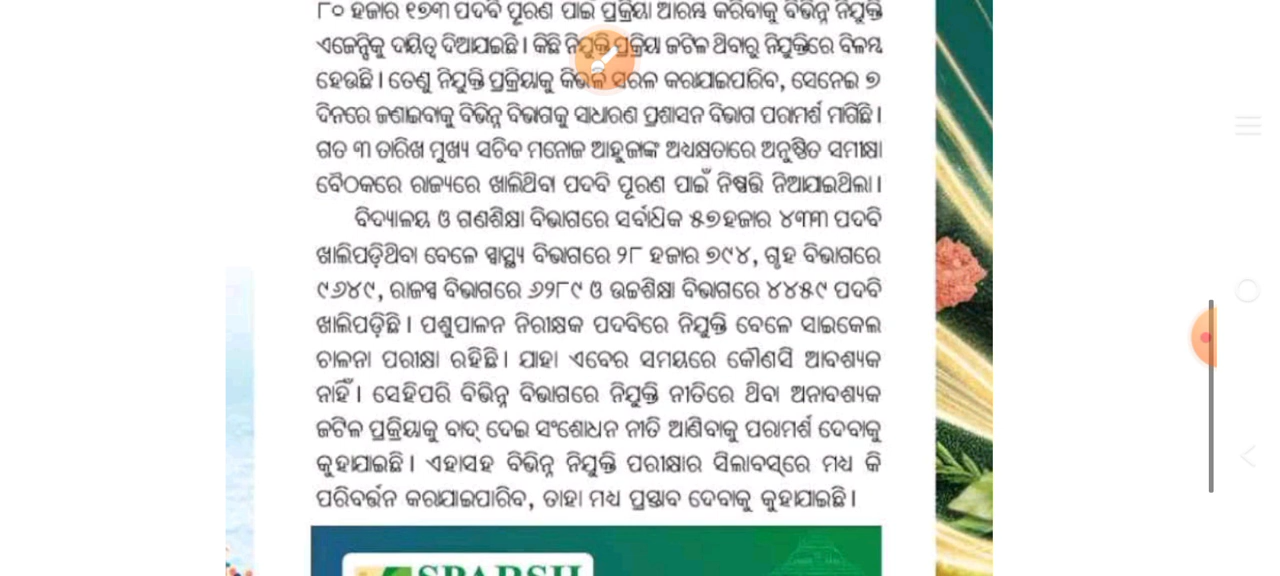 ୮୦ ହଜାର ୧୭୩ ପଦବି ପୂରଣ ପାଇଁ ପ୍ରକ୍ରିୟା ଆରମ୍ଭ କରିବାକୁ ବିଭିନ୍ନ ନିଯୁକ୍ତି
ଏଜେନ୍ସିକୁ ଦାୟିତ୍ୱ ଦିଆଯାଇଛି । କିଛି ନିଯୁକ୍ତି ପ୍ରକ୍ରିୟା ଜଟିଳ ଥିବାରୁ ନିଯୁକ୍ତିରେ ବିଳମ୍ବ
ହେଉଛି । ତେଣୁ ନିଯୁକ୍ତି ପ୍ରକ୍ରିୟାକୁ କିଭଳି ସରଳ କରାଯାଇପାରିବ, ସେନେଇ ୭
ଦିନରେ ଜଣାଇବାକୁ ବିଭିନ୍ନ ବିଭାଗକୁ ସାଧାରଣ ପ୍ରଶାସନ ବିଭାଗ ପରାମର୍ଶ ମାଗିଛି ।
ଗତ ୩ ତାରିଖ ମୁଖ୍ୟ ସଚିବ ମନୋଜ ଆହୁଜାଙ୍କ ଅଧ୍ୟକ୍ଷତାରେ ଅନୁଷ୍ଠିତ ସମୀକ୍ଷା
ବୈଠକରେ ରାଜ୍ୟରେ ଖାଲିଥିବା ପଦବି ପୂରଣ ପାଇଁ ନିଷ୍ପତ୍ତି ନିଆଯାଇଥିଲା ।
ବିଦ୍ୟାଳୟ ଓ ଗଣଶିକ୍ଷା ବିଭାଗରେ ସର୍ବାଧିକ ୫୭ହଜାର ୪୩୩ ପଦବି
ଖାଲିପଡ଼ିଥିବା ବେଳେ ସ୍ୱାସ୍ଥ୍ୟ ବିଭାଗରେ ୨୮ ହଜାର ୭୯୪, ଗୃହ ବିଭାଗରେ
୯୬୪୯, ରାଜସ୍ୱ ବିଭାଗରେ ୬୨୮୯ ଓ ଉଚ୍ଚଶିକ୍ଷା ବିଭାଗରେ ୪୪୫୯ ପଦବି
ଖାଲିପଡ଼ିଛି । ପଶୁପାଳନ ନିରୀକ୍ଷକ ପଦବିରେ ନିଯୁକ୍ତି ବେଳେ ସାଇକେଲ
ଚାଳନା ପରୀକ୍ଷା ରହିଛି । ଯାହା ଏବେର ସମୟରେ କୌଣସି ଆବଶ୍ୟକ
ନାହିଁ । ସେହିପରି ବିଭିନ୍ନ ବିଭାଗରେ ନିଯୁକ୍ତି ନୀତିରେ ଥିବା ଅନାବଶ୍ୟକ
ଜଟିଳ ପ୍ରକ୍ରିୟାକୁ ବାଦ୍ ଦେଇ ସଂଶୋଧନ ନୀତି ଆଣିବାକୁ ପରାମର୍ଶ ଦେବାକୁ
କୁହାଯାଇଛି । ଏହାସହ ବିଭିନ୍ନ ନିଯୁକ୍ତି ପରୀକ୍ଷାର ସିଲାବସ୍‌ରେ ମଧ୍ୟ କି
ପରିବର୍ତ୍ତନ କରାଯାଇପାରିବ, ତାହା ମଧ୍ୟ ପ୍ରସ୍ତାବ ଦେବାକୁ କୁହାଯାଇଛି ।
SPARSH